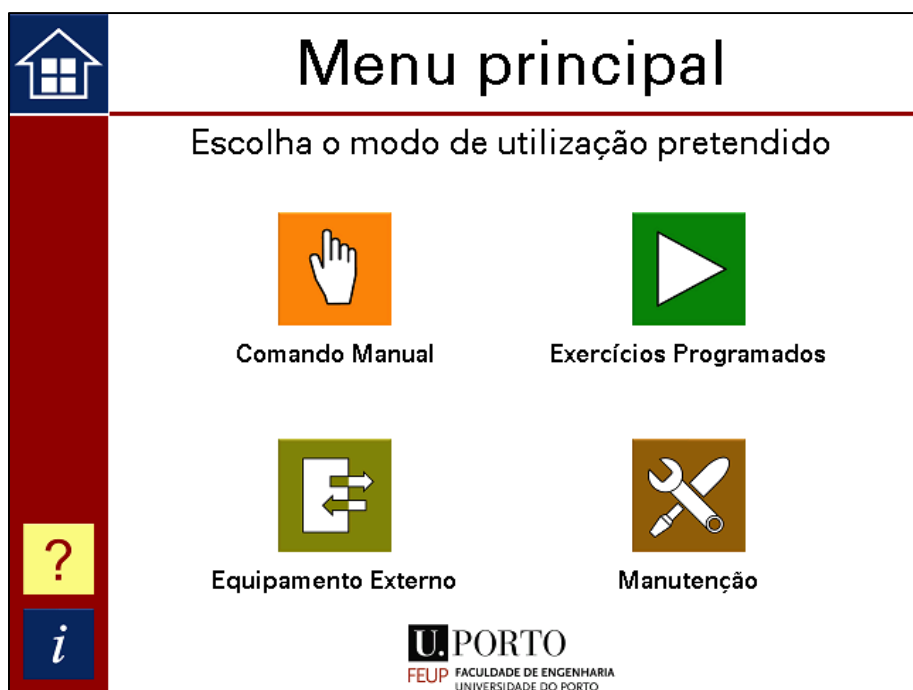 Menu principal
Escolha o modo de utilização pretendido
Comando Manual
Exercícios Programados
Equipamento Externo
Manutenção
?
i
U. PORTO
FEUP FACULDADE DE ENGENHARIA
UNIVERSIDADE DO PORTO